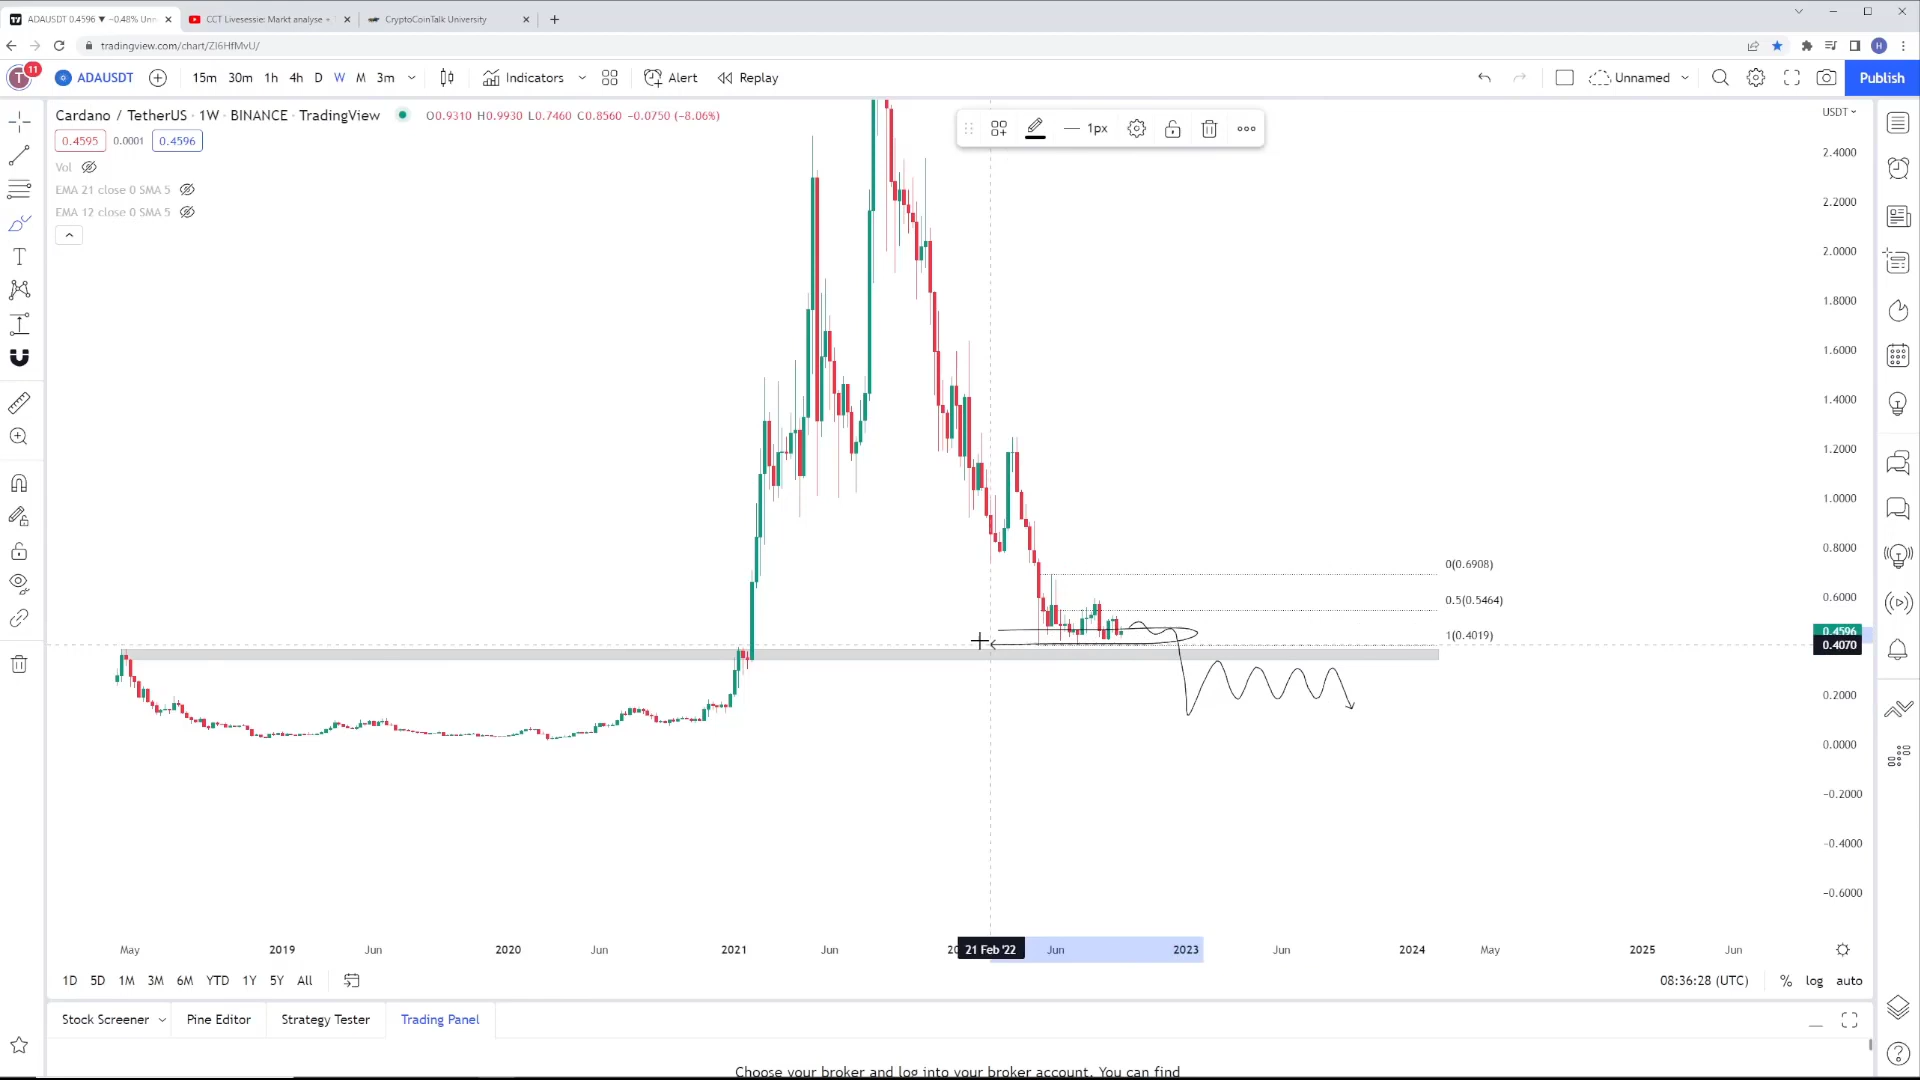 ADAUSDT 0.4596 ▼ −0.48% Unn
CCT Livesessie: Markt analyse +
CryptoCoinTalk University
tradingview.com/chart/ZI6HfMvU/
H
T
11
ADAUSDT
15m 30m 1h 4h D W M 3m
Indicators
Alert
Replay
Unnamed
Publish
Cardano / TetherUS · 1W · BINANCE · TradingView
O0.9310 H0.9930 L0.7460 C0.8560 −0.0750 (−8.06%)
0.4595 0.0001 0.4596
Vol
EMA 21 close 0 SMA 5
EMA 12 close 0 SMA 5
1px
USDT
2.4000
2.2000
2.0000
1.8000
1.6000
1.4000
1.2000
1.0000
0.8000
0.6000
0.4596
0.4070
0.2000
0.0000
−0.2000
−0.4000
−0.6000
0(0.6908)
0.5(0.5464)
1(0.4019)
May 2019 Jun 2020 Jun 2021 Jun 21 Feb '22 Jun 2023 Jun 2024 May 2025 Jun
1D 5D 1M 3M 6M YTD 1Y 5Y All
08:36:28 (UTC) % log auto
Stock Screener Pine Editor Strategy Tester Trading Panel
Choose your broker and log into your broker account. You can find